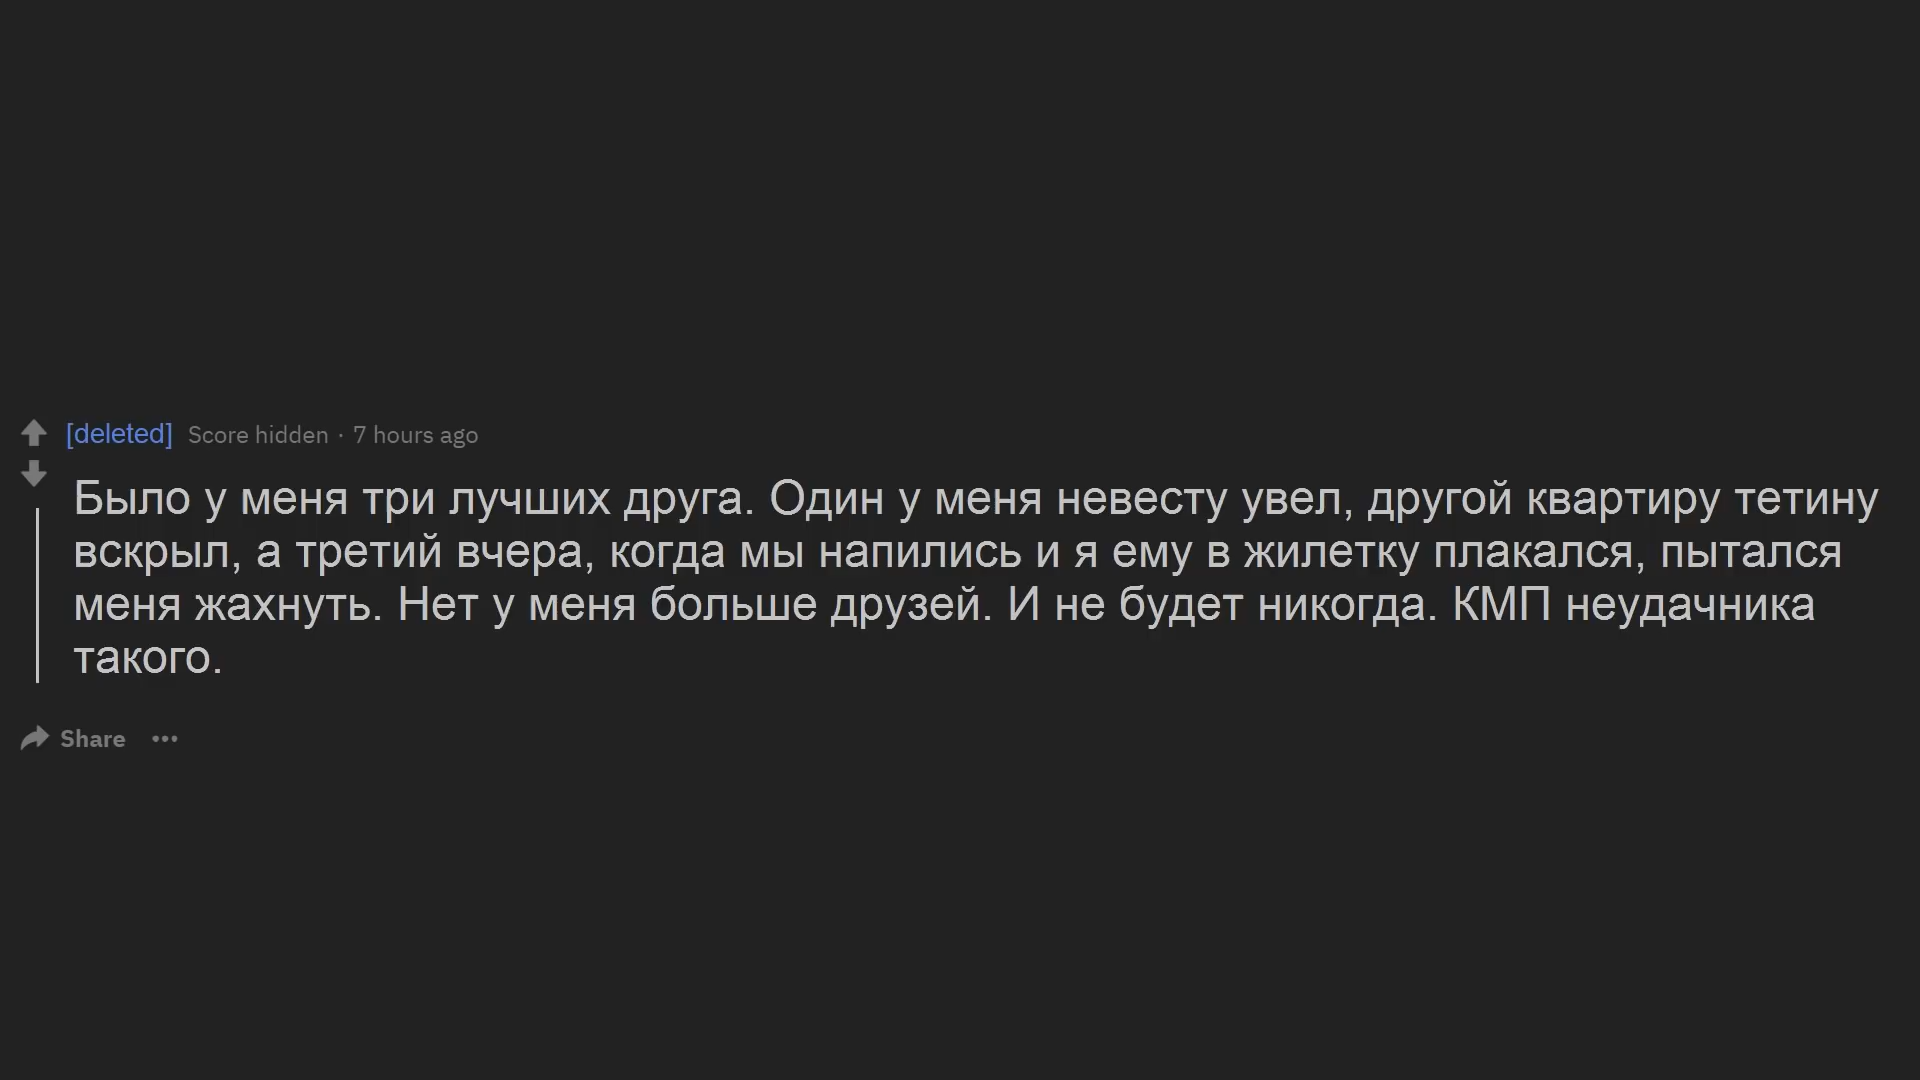 [deleted] Score hidden · 7 hours ago
Было у меня три лучших друга. Один у меня невесту увел, другой квартиру тетину
вскрыл, а третий вчера, когда мы напились и я ему в жилетку плакался, пытался
меня жахнуть. Нет у меня больше друзей. И не будет никогда. КМП неудачника
такого.
Share ...